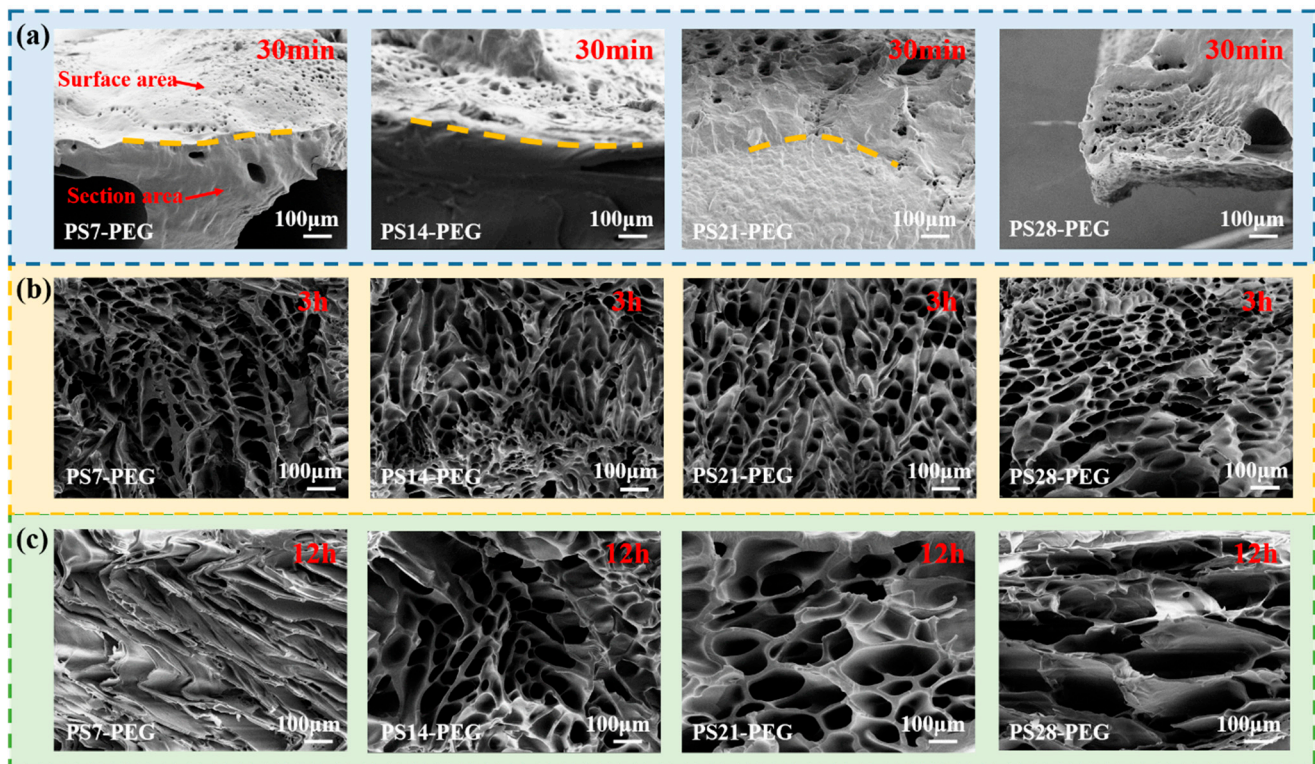 (a)
30min
Surface area
Section area
PS7-PEG
100μm
30min
PS14-PEG
100μm
30min
PS21-PEG
100μm
30min
PS28-PEG
100μm
(b)
3h
PS7-PEG
100μm
3h
PS14-PEG
100μm
3h
PS21-PEG
100μm
3h
PS28-PEG
100μm
(c)
12h
PS7-PEG
100μm
12h
PS14-PEG
100μm
12h
PS21-PEG
100μm
12h
PS28-PEG
100μm